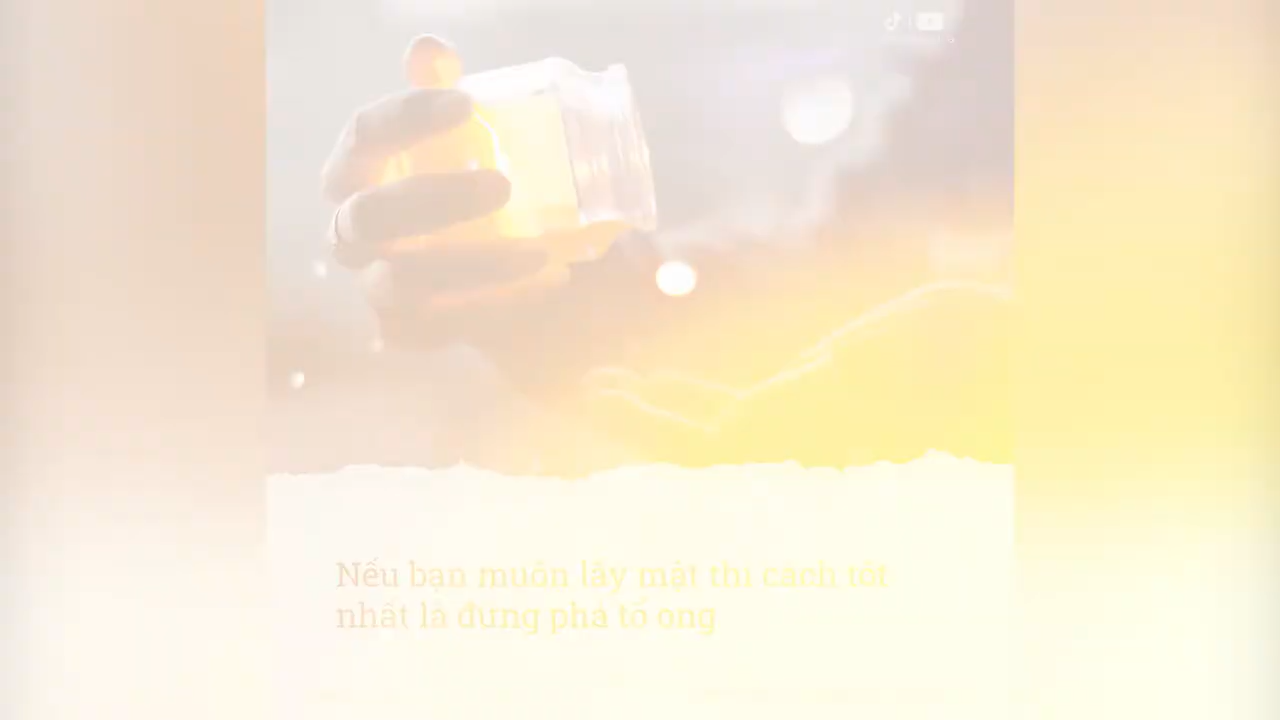 Nếu bạn muốn lấy mật thì cách tốt
nhất là đừng phá tổ ong